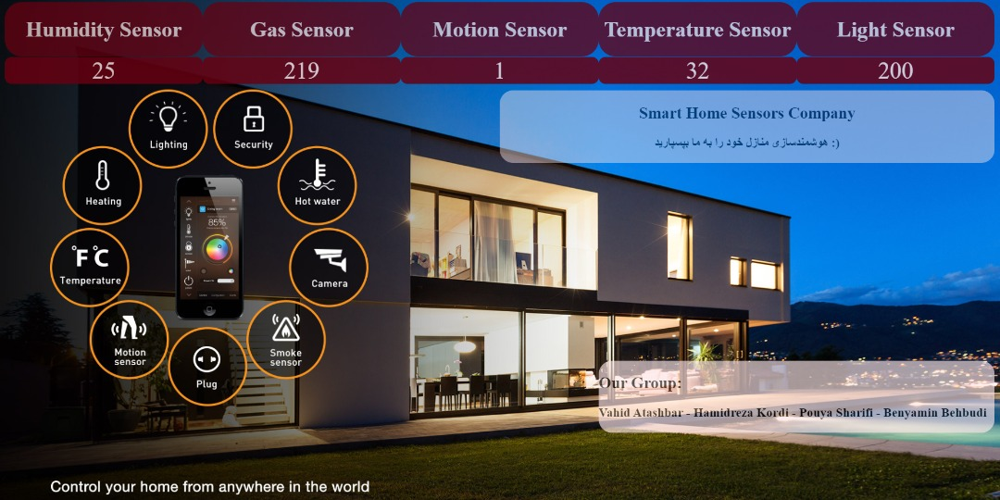 Humidity Sensor Gas Sensor Motion Sensor Temperature Sensor Light Sensor
25 219 1 32 200
Smart Home Sensors Company
هوشمندسازی منازل خود را به ما بپسپارید :)
Lighting
Security
Heating
Hot water
85%
°F °C
Temperature
Camera
Motion
sensor
Smoke
sensor
Plug
Our Group:
Vahid Atashbar - Hamidreza Kordi - Pouya Sharifi - Benyamin Behbudi
Control your home from anywhere in the world